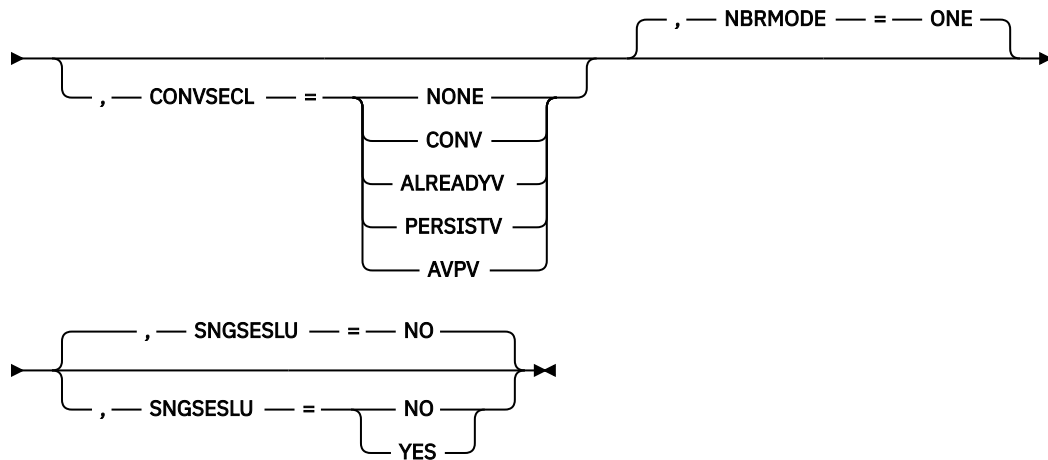 , NBRMODE = ONE
, CONVSECL = NONE
CONV
ALREADYV
PERSISTV
AVPV
, SNGSESLU = NO
, SNGSESLU = NO
YES